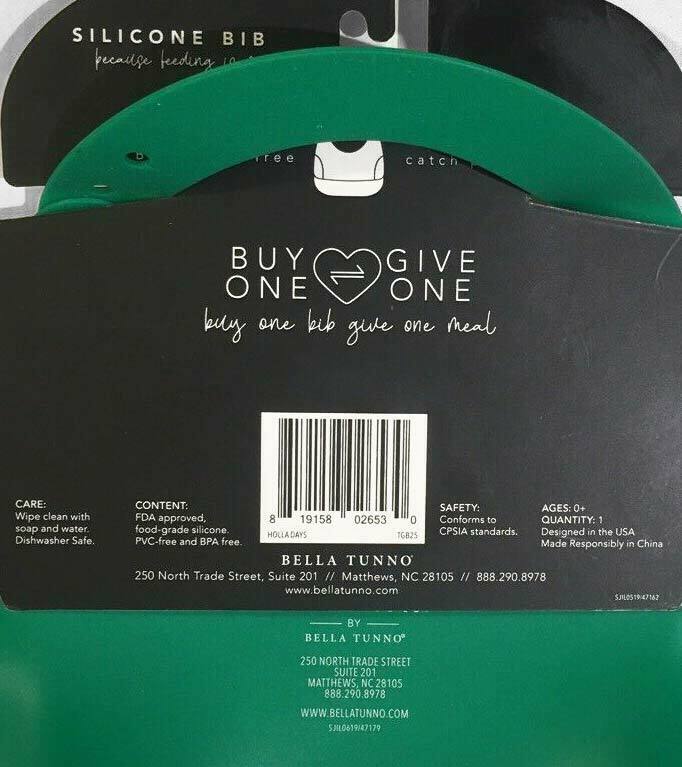 SILICONE BIB
because feeding
free
catch
BUY GIVE
ONE ONE
buy one bib give one meal
CARE:
Wipe clean with
soap and water.
Dishwasher Safe.
CONTENT:
FDA approved,
food-grade silicone.
PVC-free and BPA free.
8 19158 02653 0
HOLLADAYS TGB25
SAFETY:
Conforms to
CPSIA standards.
AGES: 0+
QUANTITY: 1
Designed in the USA
Made Responsibly in China
BELLA TUNNO
250 North Trade Street, Suite 201 // Matthews, NC 28105 // 888.290.8978
www.bellatunno.com
SJIL0519/47162
BY
BELLA TUNNO®
250 NORTH TRADE STREET
SUITE 201
MATTHEWS, NC 28105
888.290.8978
WWW.BELLATUNNO.COM
SJIL0619/47179